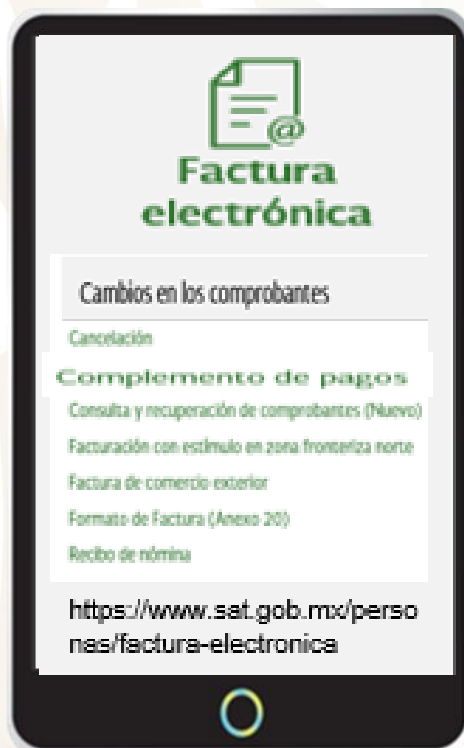 @
Factura
electrónica
Cambios en los comprobantes
Cancelación
Complemento de pagos
Consulta y recuperación de comprobantes (Nuevo)
Facturación con estímulo en zona fronteriza norte
Factura de comercio exterior
Formato de Factura (Anexo 20)
Recibo de nómina
https://www.sat.gob.mx/perso
nas/factura-electronica